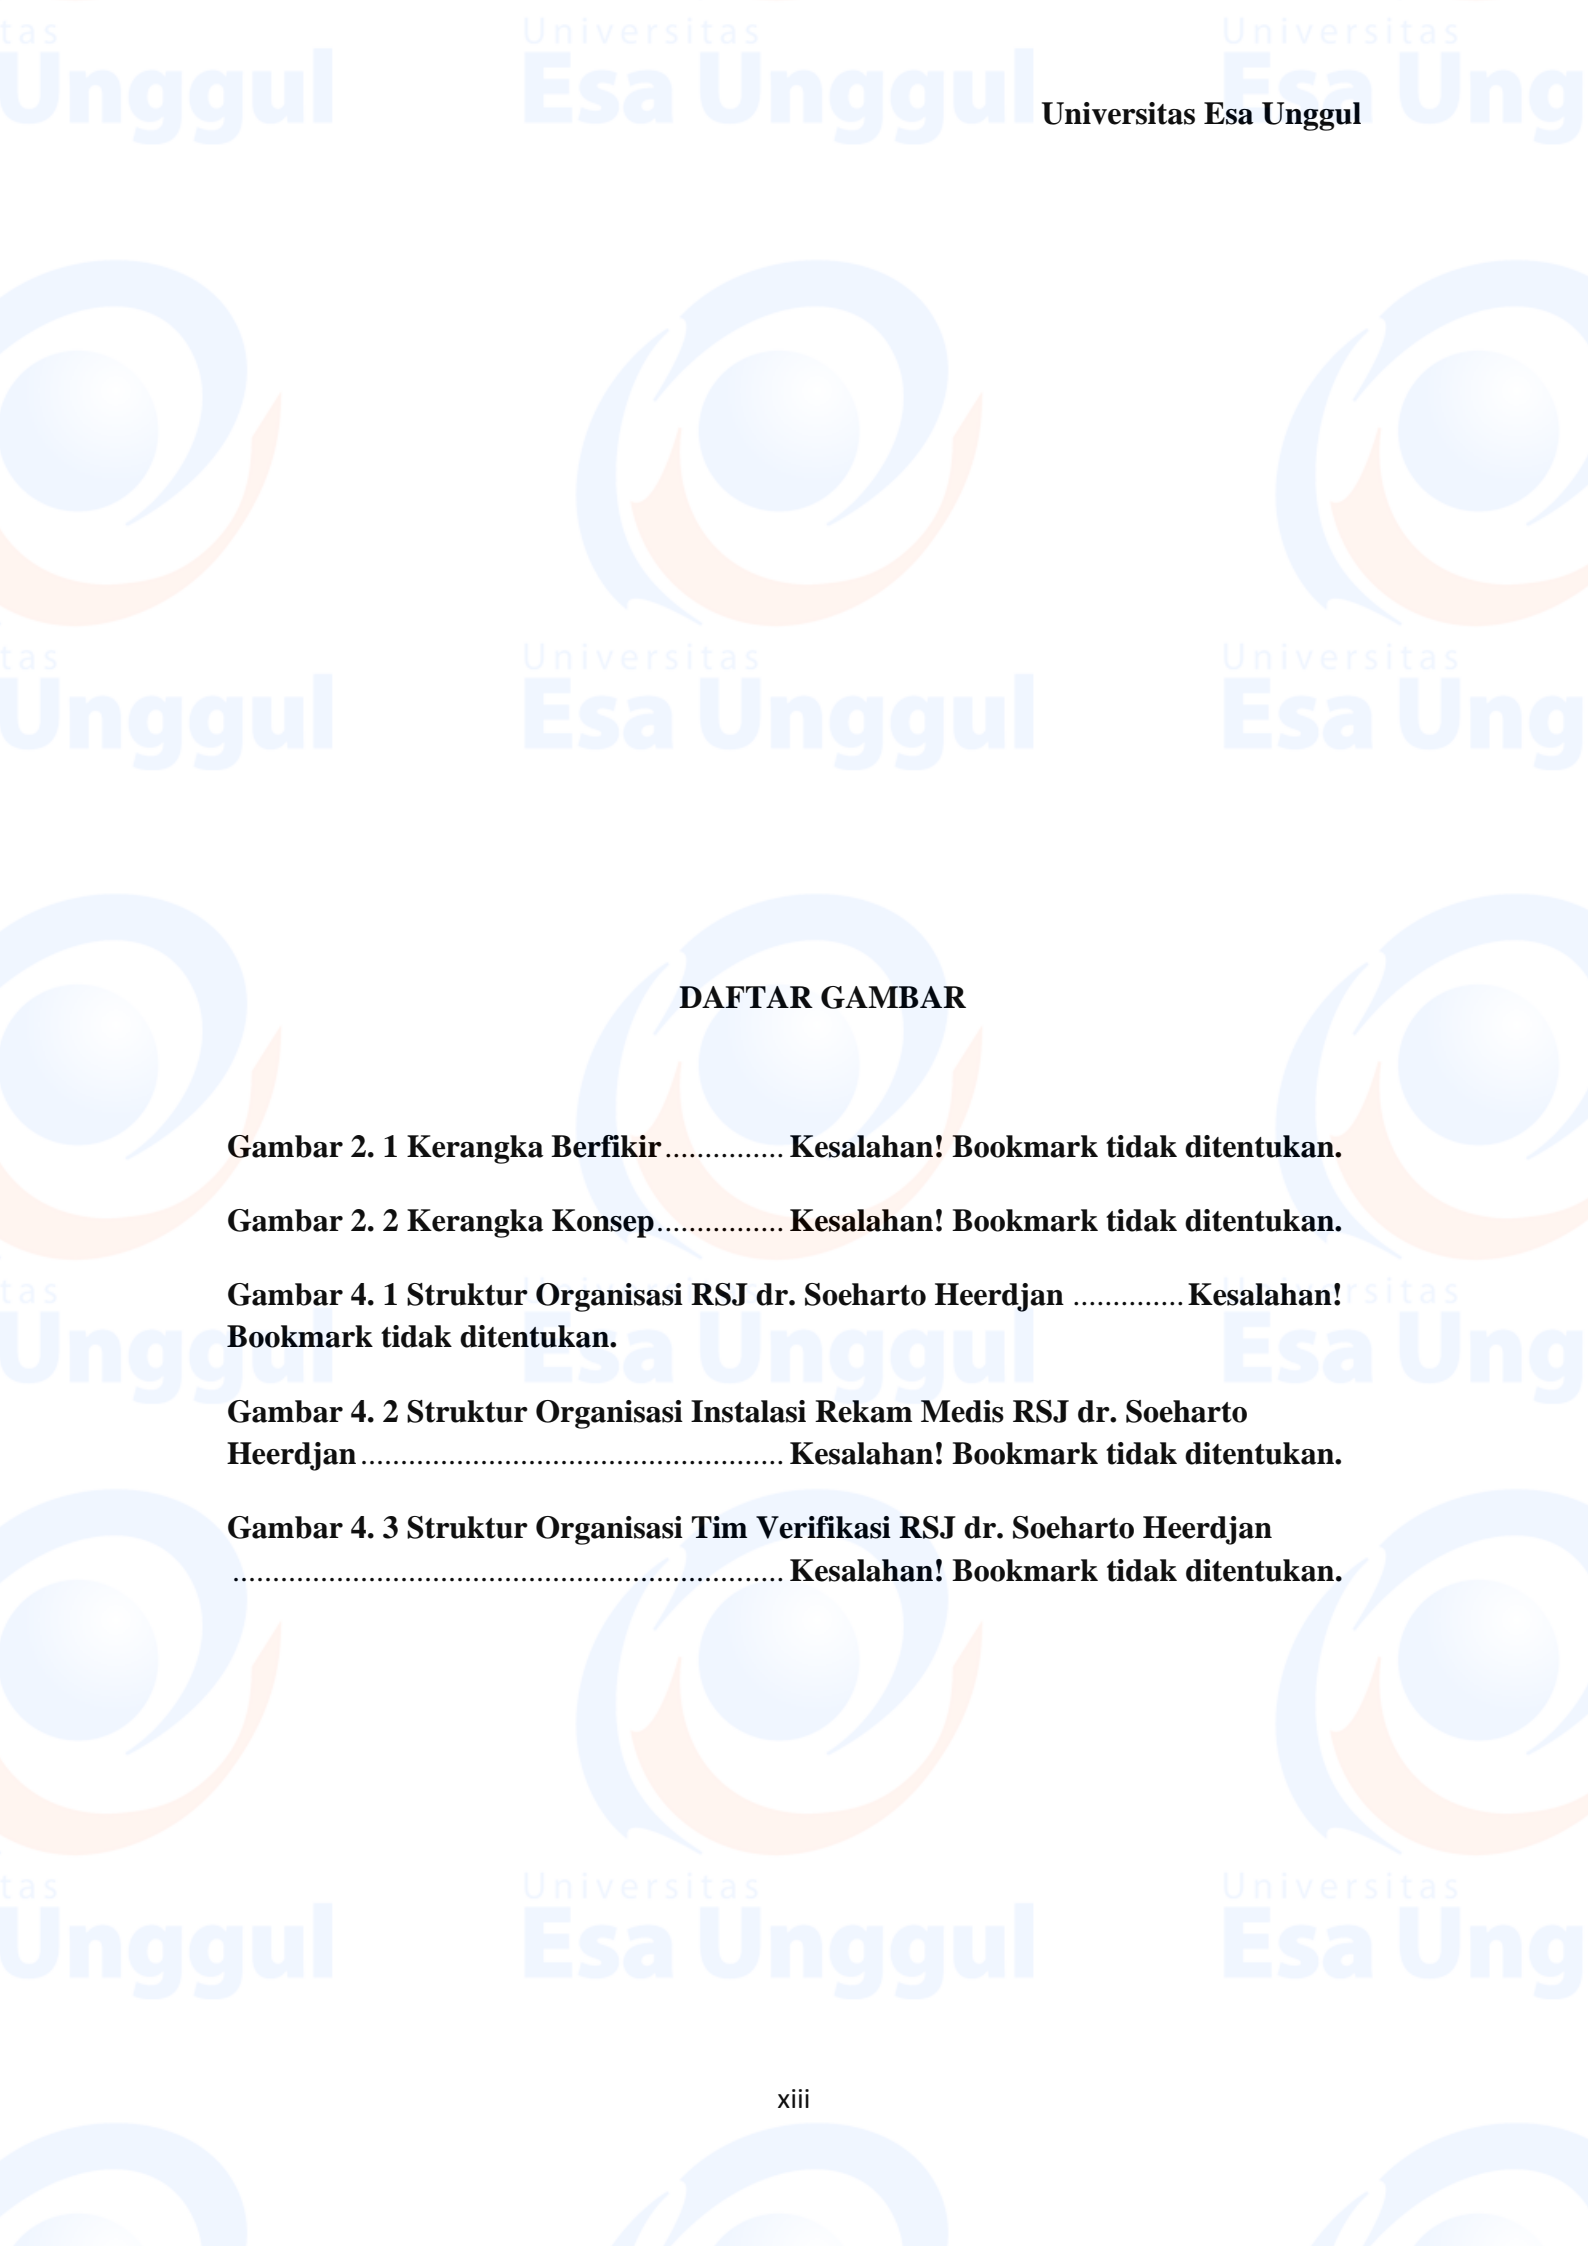 Universitas Esa Unggul
DAFTAR GAMBAR
Gambar 2. 1 Kerangka Berfikir............... Kesalahan! Bookmark tidak ditentukan.
Gambar 2. 2 Kerangka Konsep................ Kesalahan! Bookmark tidak ditentukan.
Gambar 4. 1 Struktur Organisasi RSJ dr. Soeharto Heerdjan .............. Kesalahan!
Bookmark tidak ditentukan.
Gambar 4. 2 Struktur Organisasi Instalasi Rekam Medis RSJ dr. Soeharto
Heerdjan..................................................... Kesalahan! Bookmark tidak ditentukan.
Gambar 4. 3 Struktur Organisasi Tim Verifikasi RSJ dr. Soeharto Heerdjan
..................................................................... Kesalahan! Bookmark tidak ditentukan.
xiii